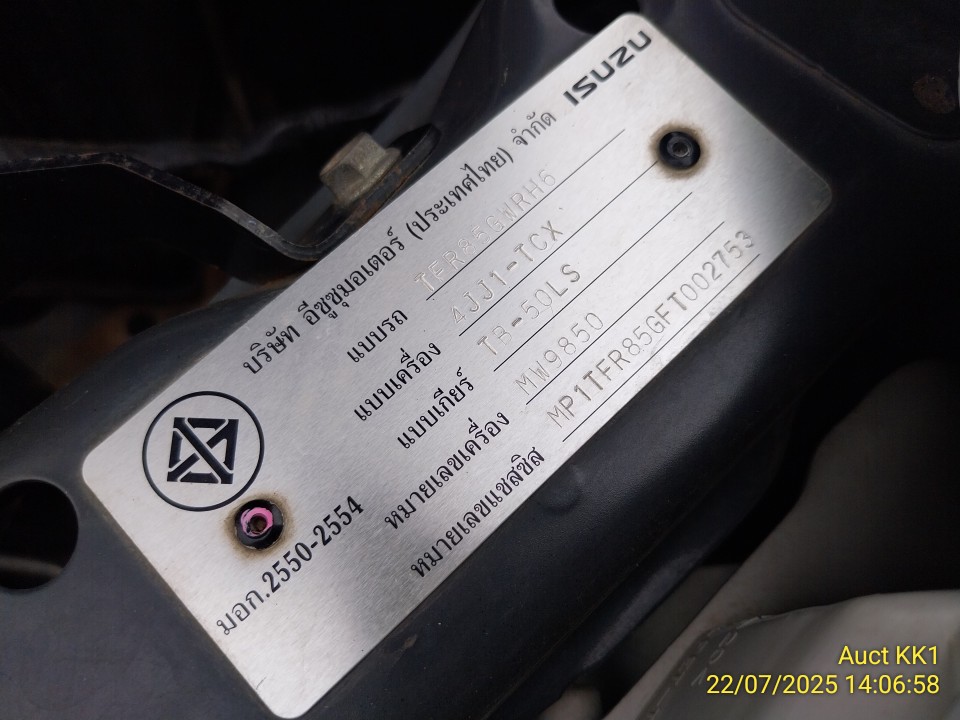 บริษัท อีซูซุมอเตอร์ (ประเทศไทย) จำกัด ISUZU
แบบรถ TFR85GWRH6
แบบเครื่อง 4JJ1-TCX
แบบเกียร์ TB-50LS
หมายเลขเครื่อง MW9850
หมายเลขแชสซิส MP1TFR85GFT002753
มอก.2550-2554
Auct KK1
22/07/2025 14:06:58